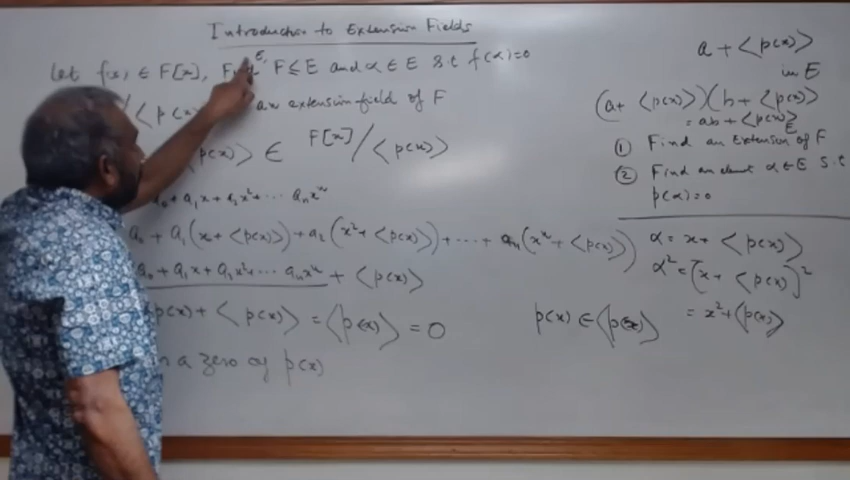 Introduction to Extension Fields
Let f(x) ∈ F[x], Find E, F ≤ E and α ∈ E s.t f(α)=0
/<p(x)> an extension field of F
<p(x)> ∈ F[x]/<p(x)>
a₀ + a₁x + a₂x² + ... aₙxⁿ
a₀ + a₁(x + <p(x)>) + a₂(x² + <p(x)>) + ... + aₙ(xⁿ + <p(x)>)
a₀ + a₁x + a₂x² + ... aₙxⁿ + <p(x)>
p(x) + <p(x)> = <p(x)> = 0
a zero of p(x)
p(x) ∈ <p(x)>
a + <p(x)>
in E
(a + <p(x)>)(b + <p(x)>)
= ab + <p(x)>
① Find an Extension E of F
② Find an element α ∈ E s.t
p(α)=0
α = x + <p(x)>
α² = [x + <p(x)>]²
= x² + <p(x)>